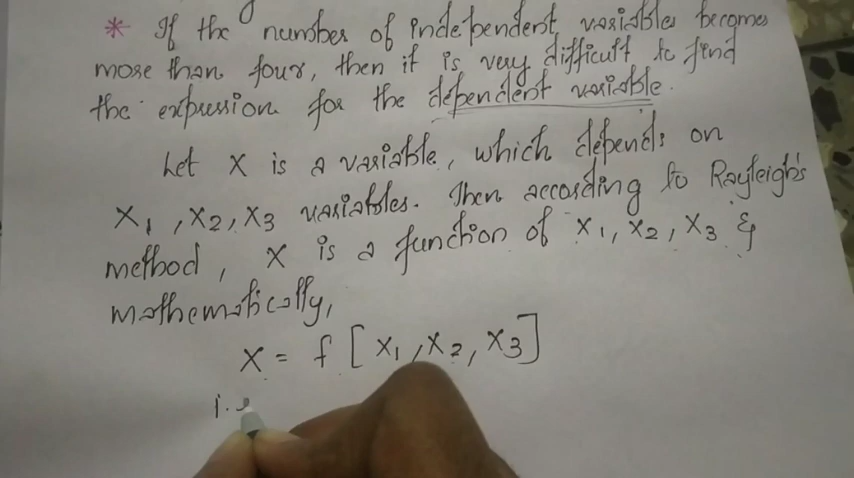 * If the number of independent variables becomes
more than four, then it is very difficult to find
the expression for the dependent variable.
Let X is a variable, which depends on
X1, X2, X3 variables. Then according to Rayleigh's
method, X is a function of X1, X2, X3 &
mathematically,
X = f [X1, X2, X3]
i.e